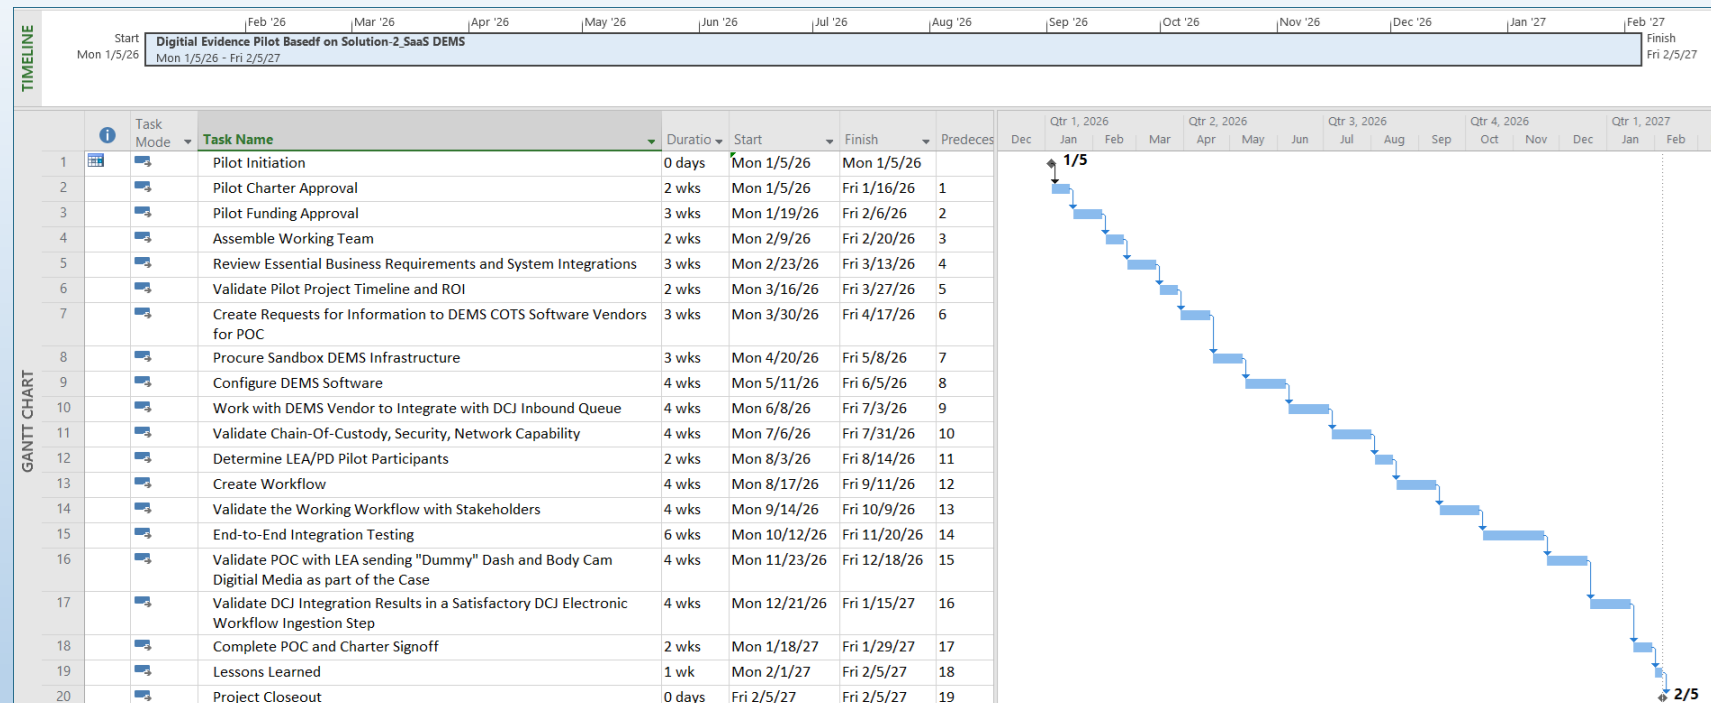 TIMELINE
Feb '26 Mar '26 Apr '26 May '26 Jun '26 Jul '26 Aug '26 Sep '26 Oct '26 Nov '26 Dec '26 Jan '27 Feb '27
Start
Mon 1/5/26
Digitial Evidence Pilot Basedf on Solution-2_SaaS DEMS
Mon 1/5/26 - Fri 2/5/27
Finish
Fri 2/5/27
GANTT CHART
Task Mode Task Name Duratio Start Finish Predeces
1 Pilot Initiation 0 days Mon 1/5/26 Mon 1/5/26
2 Pilot Charter Approval 2 wks Mon 1/5/26 Fri 1/16/26 1
3 Pilot Funding Approval 3 wks Mon 1/19/26 Fri 2/6/26 2
4 Assemble Working Team 2 wks Mon 2/9/26 Fri 2/20/26 3
5 Review Essential Business Requirements and System Integrations 3 wks Mon 2/23/26 Fri 3/13/26 4
6 Validate Pilot Project Timeline and ROI 2 wks Mon 3/16/26 Fri 3/27/26 5
7 Create Requests for Information to DEMS COTS Software Vendors 3 wks Mon 3/30/26 Fri 4/17/26 6
for POC
8 Procure Sandbox DEMS Infrastructure 3 wks Mon 4/20/26 Fri 5/8/26 7
9 Configure DEMS Software 4 wks Mon 5/11/26 Fri 6/5/26 8
10 Work with DEMS Vendor to Integrate with DCJ Inbound Queue 4 wks Mon 6/8/26 Fri 7/3/26 9
11 Validate Chain-Of-Custody, Security, Network Capability 4 wks Mon 7/6/26 Fri 7/31/26 10
12 Determine LEA/PD Pilot Participants 2 wks Mon 8/3/26 Fri 8/14/26 11
13 Create Workflow 4 wks Mon 8/17/26 Fri 9/11/26 12
14 Validate the Working Workflow with Stakeholders 4 wks Mon 9/14/26 Fri 10/9/26 13
15 End-to-End Integration Testing 6 wks Mon 10/12/26 Fri 11/20/26 14
16 Validate POC with LEA sending "Dummy" Dash and Body Cam 4 wks Mon 11/23/26 Fri 12/18/26 15
Digitial Media as part of the Case
17 Validate DCJ Integration Results in a Satisfactory DCJ Electronic 4 wks Mon 12/21/26 Fri 1/15/27 16
Workflow Ingestion Step
18 Complete POC and Charter Signoff 2 wks Mon 1/18/27 Fri 1/29/27 17
19 Lessons Learned 1 wk Mon 2/1/27 Fri 2/5/27 18
20 Project Closeout 0 days Fri 2/5/27 Fri 2/5/27 19
Qtr 1, 2026 Qtr 2, 2026 Qtr 3, 2026 Qtr 4, 2026 Qtr 1, 2027
Dec Jan Feb Mar Apr May Jun Jul Aug Sep Oct Nov Dec Jan Feb
1/5
2/5